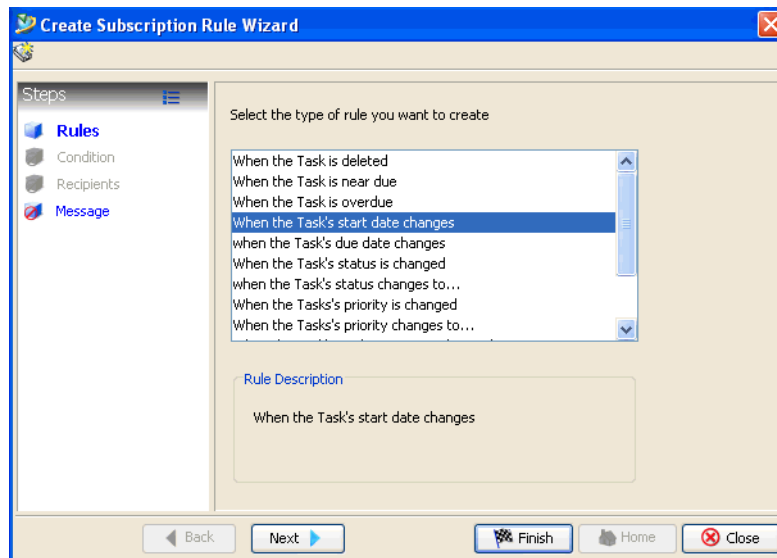 Create Subscription Rule Wizard
Steps
Rules
Condition
Recipients
Message
Select the type of rule you want to create
When the Task is deleted
When the Task is near due
When the Task is overdue
When the Task's start date changes
when the Task's due date changes
When the Task's status is changed
when the Task's status changes to...
When the Tasks's priority is changed
When the Tasks's priority changes to...
Rule Description
When the Task's start date changes
Back
Next
Finish
Home
Close